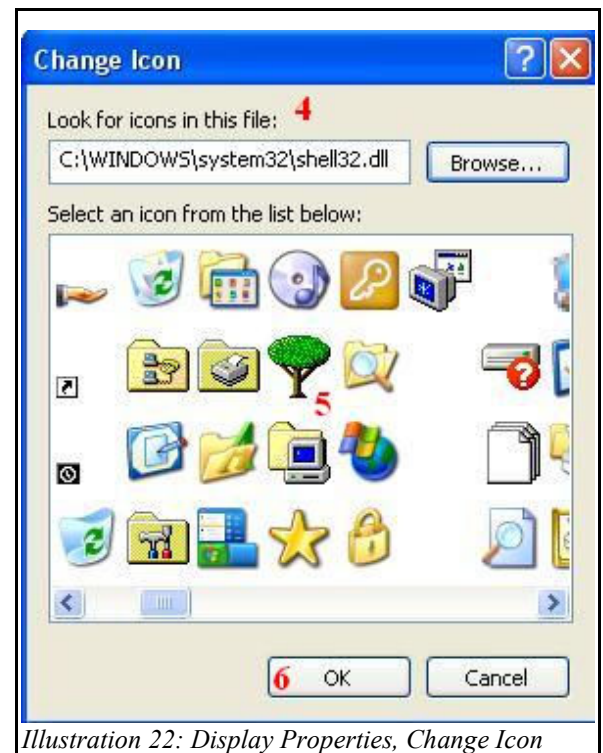 Change Icon
Look for icons in this file: 4
C:\WINDOWS\system32\shell32.dll Browse...
Select an icon from the list below:
5
6 OK Cancel
Illustration 22: Display Properties, Change Icon